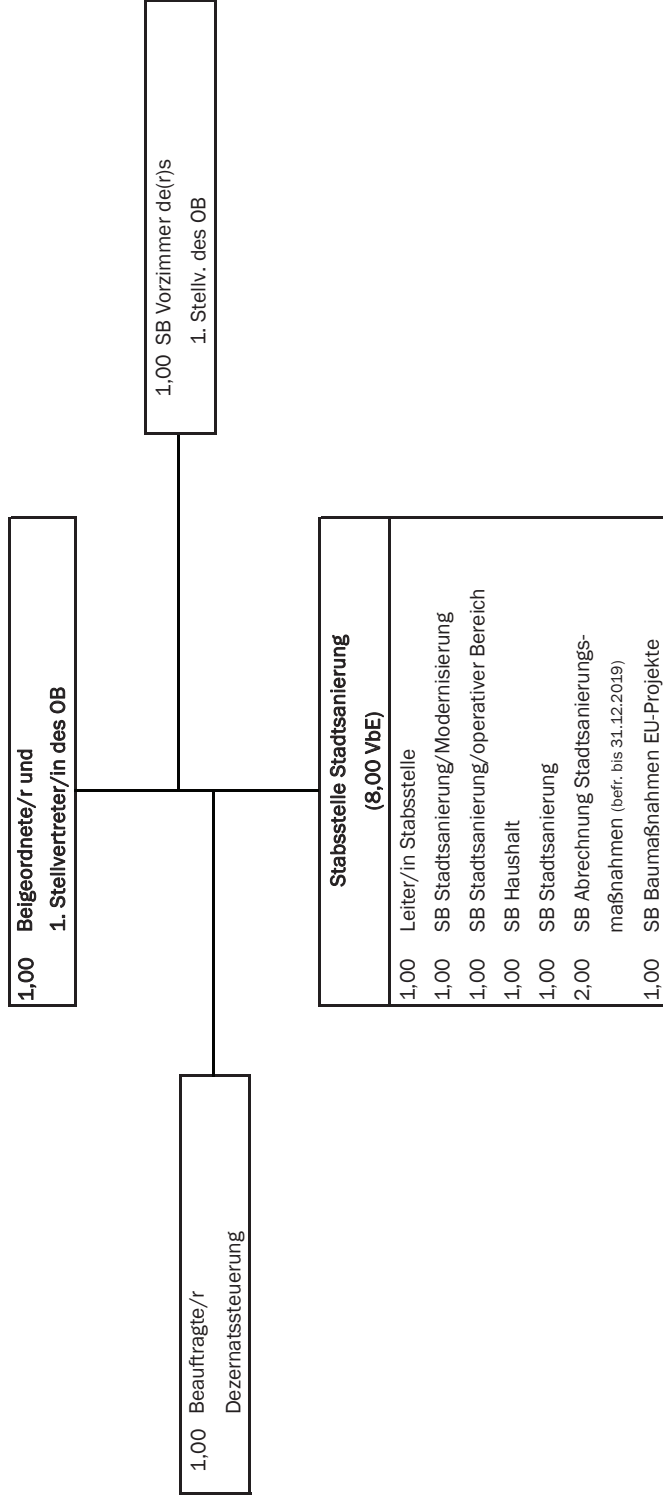 1,00 Beigeordnete/r und
1. Stellvertreter/in des OB
1,00 SB Vorzimmer de(r)s
1. Stellv. des OB
1,00 Beauftragte/r
Dezernatssteuerung
Stabsstelle Stadtsanierung
(8,00 VbE)
1,00 Leiter/in Stabsstelle
1,00 SB Stadtsanierung/Modernisierung
1,00 SB Stadtsanierung/operativer Bereich
1,00 SB Haushalt
1,00 SB Stadtsanierung
2,00 SB Abrechnung Stadtsanierungs-
maßnahmen (befr. bis 31.12.2019)
1,00 SB Baumaßnahmen EU-Projekte